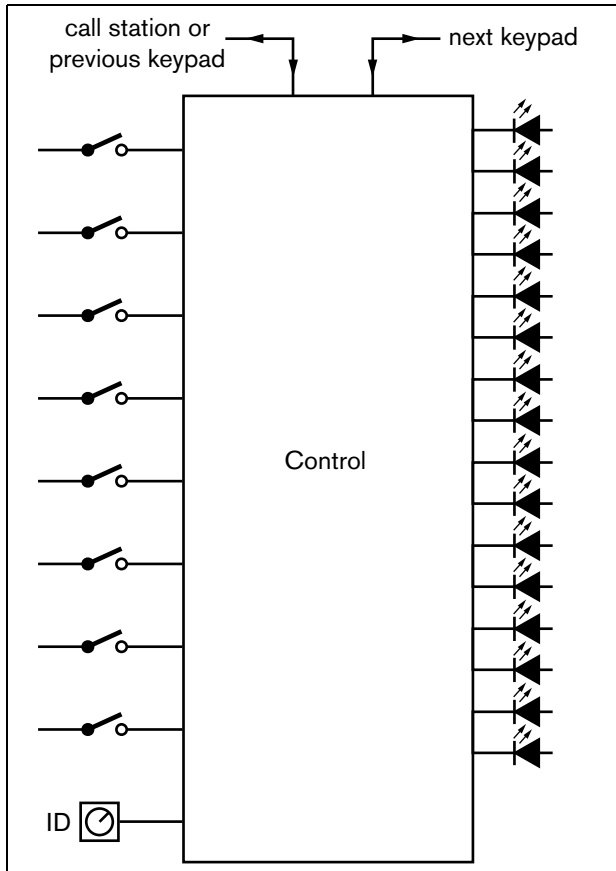 call station or
previous keypad
next keypad
Control
ID